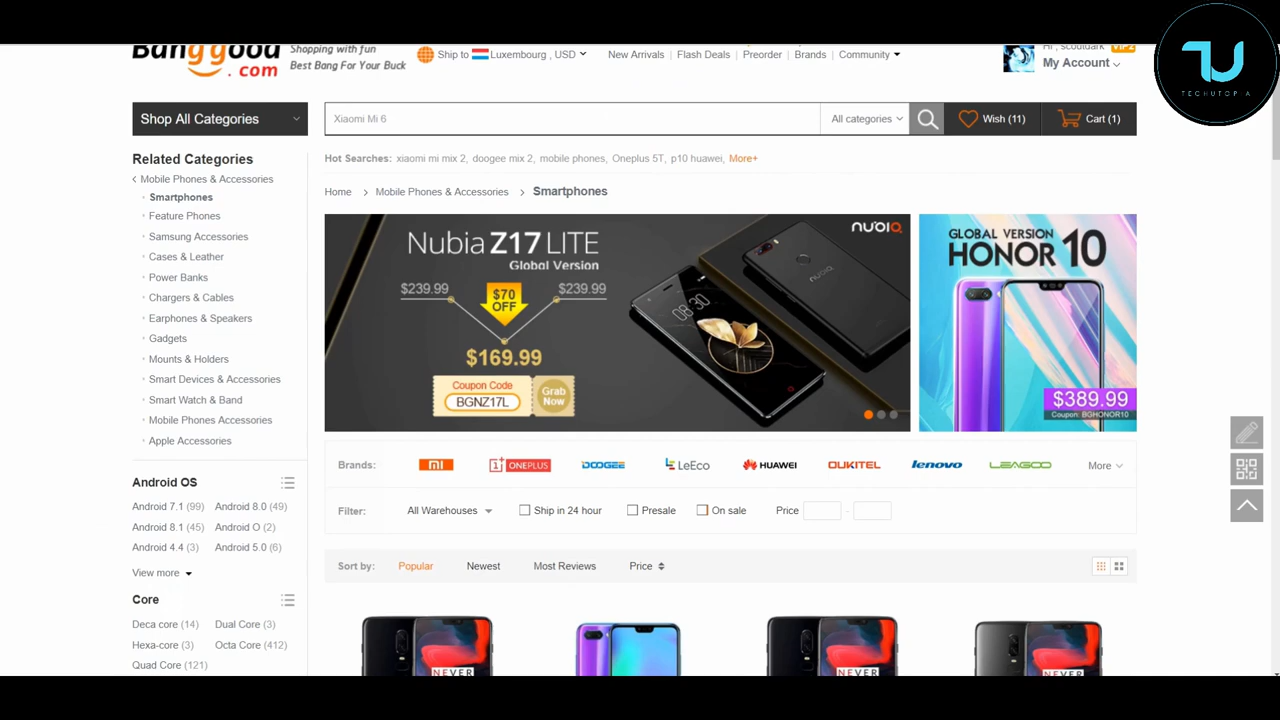 Banggood
.com
Shopping with fun
Best Bang For Your Buck
Ship to Luxembourg , USD
New Arrivals
Flash Deals
Preorder
Brands
Community
Hi, scoutdark VIP2
My Account
TECHUTOPIA
Shop All Categories
Xiaomi Mi 6
All categories
Wish (11)
Cart (1)
Related Categories
Mobile Phones & Accessories
Smartphones
Feature Phones
Samsung Accessories
Cases & Leather
Power Banks
Chargers & Cables
Earphones & Speakers
Gadgets
Mounts & Holders
Smart Devices & Accessories
Smart Watch & Band
Mobile Phones Accessories
Apple Accessories
Android OS
Android 7.1 (99) Android 8.0 (49)
Android 8.1 (45) Android O (2)
Android 4.4 (3) Android 5.0 (6)
View more
Core
Deca core (14) Dual Core (3)
Hexa-core (3) Octa Core (412)
Quad Core (121)
Hot Searches: xiaomi mi mix 2, doogee mix 2, mobile phones, Oneplus 5T, p10 huawei, More+
Home > Mobile Phones & Accessories > Smartphones
Nubia Z17 LITE
Global Version
$239.99
$70
OFF
$239.99
$169.99
Coupon Code
BGNZ17L
Grab
Now
nubia
08:30
nubia
GLOBAL VERSION
HONOR 10
$389.99
Coupon: BGHONOR10
Brands:
mi
ONEPLUS
DOOGEE
LeEco
HUAWEI
OUKITEL
lenovo
LEAGOO
More
Filter:
All Warehouses
Ship in 24 hour
Presale
On sale
Price -
Sort by:
Popular
Newest
Most Reviews
Price
NEVER
NEVER
NEVER